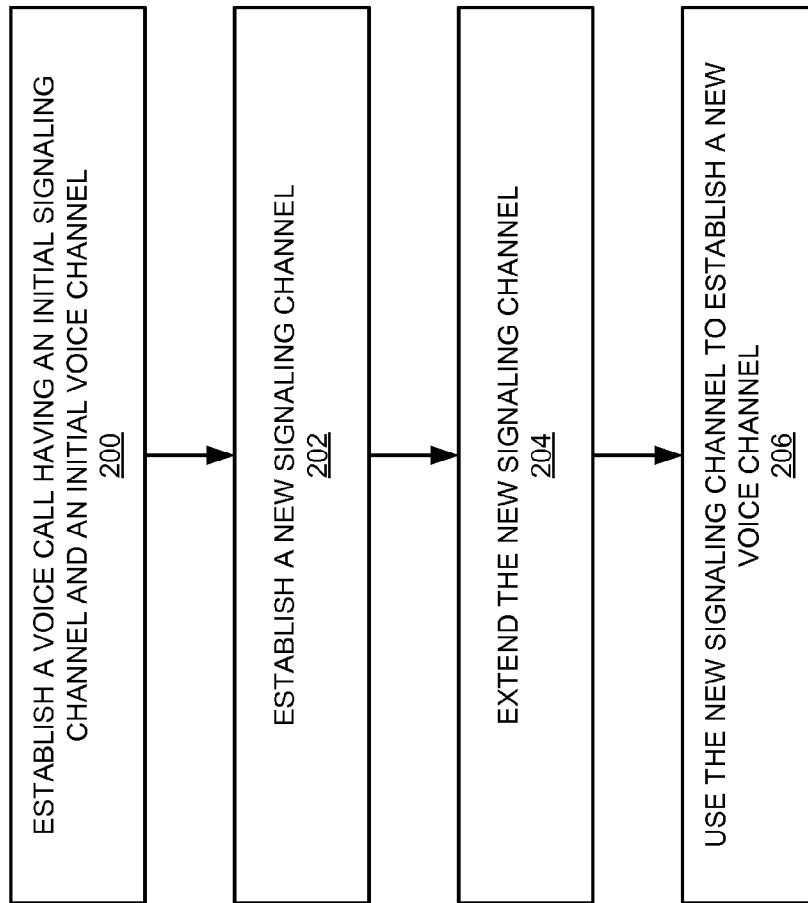 ESTABLISH A VOICE CALL HAVING AN INITIAL SIGNALING
CHANNEL AND AN INITIAL VOICE CHANNEL
200
ESTABLISH A NEW SIGNALING CHANNEL
202
EXTEND THE NEW SIGNALING CHANNEL
204
USE THE NEW SIGNALING CHANNEL TO ESTABLISH A NEW
VOICE CHANNEL
206